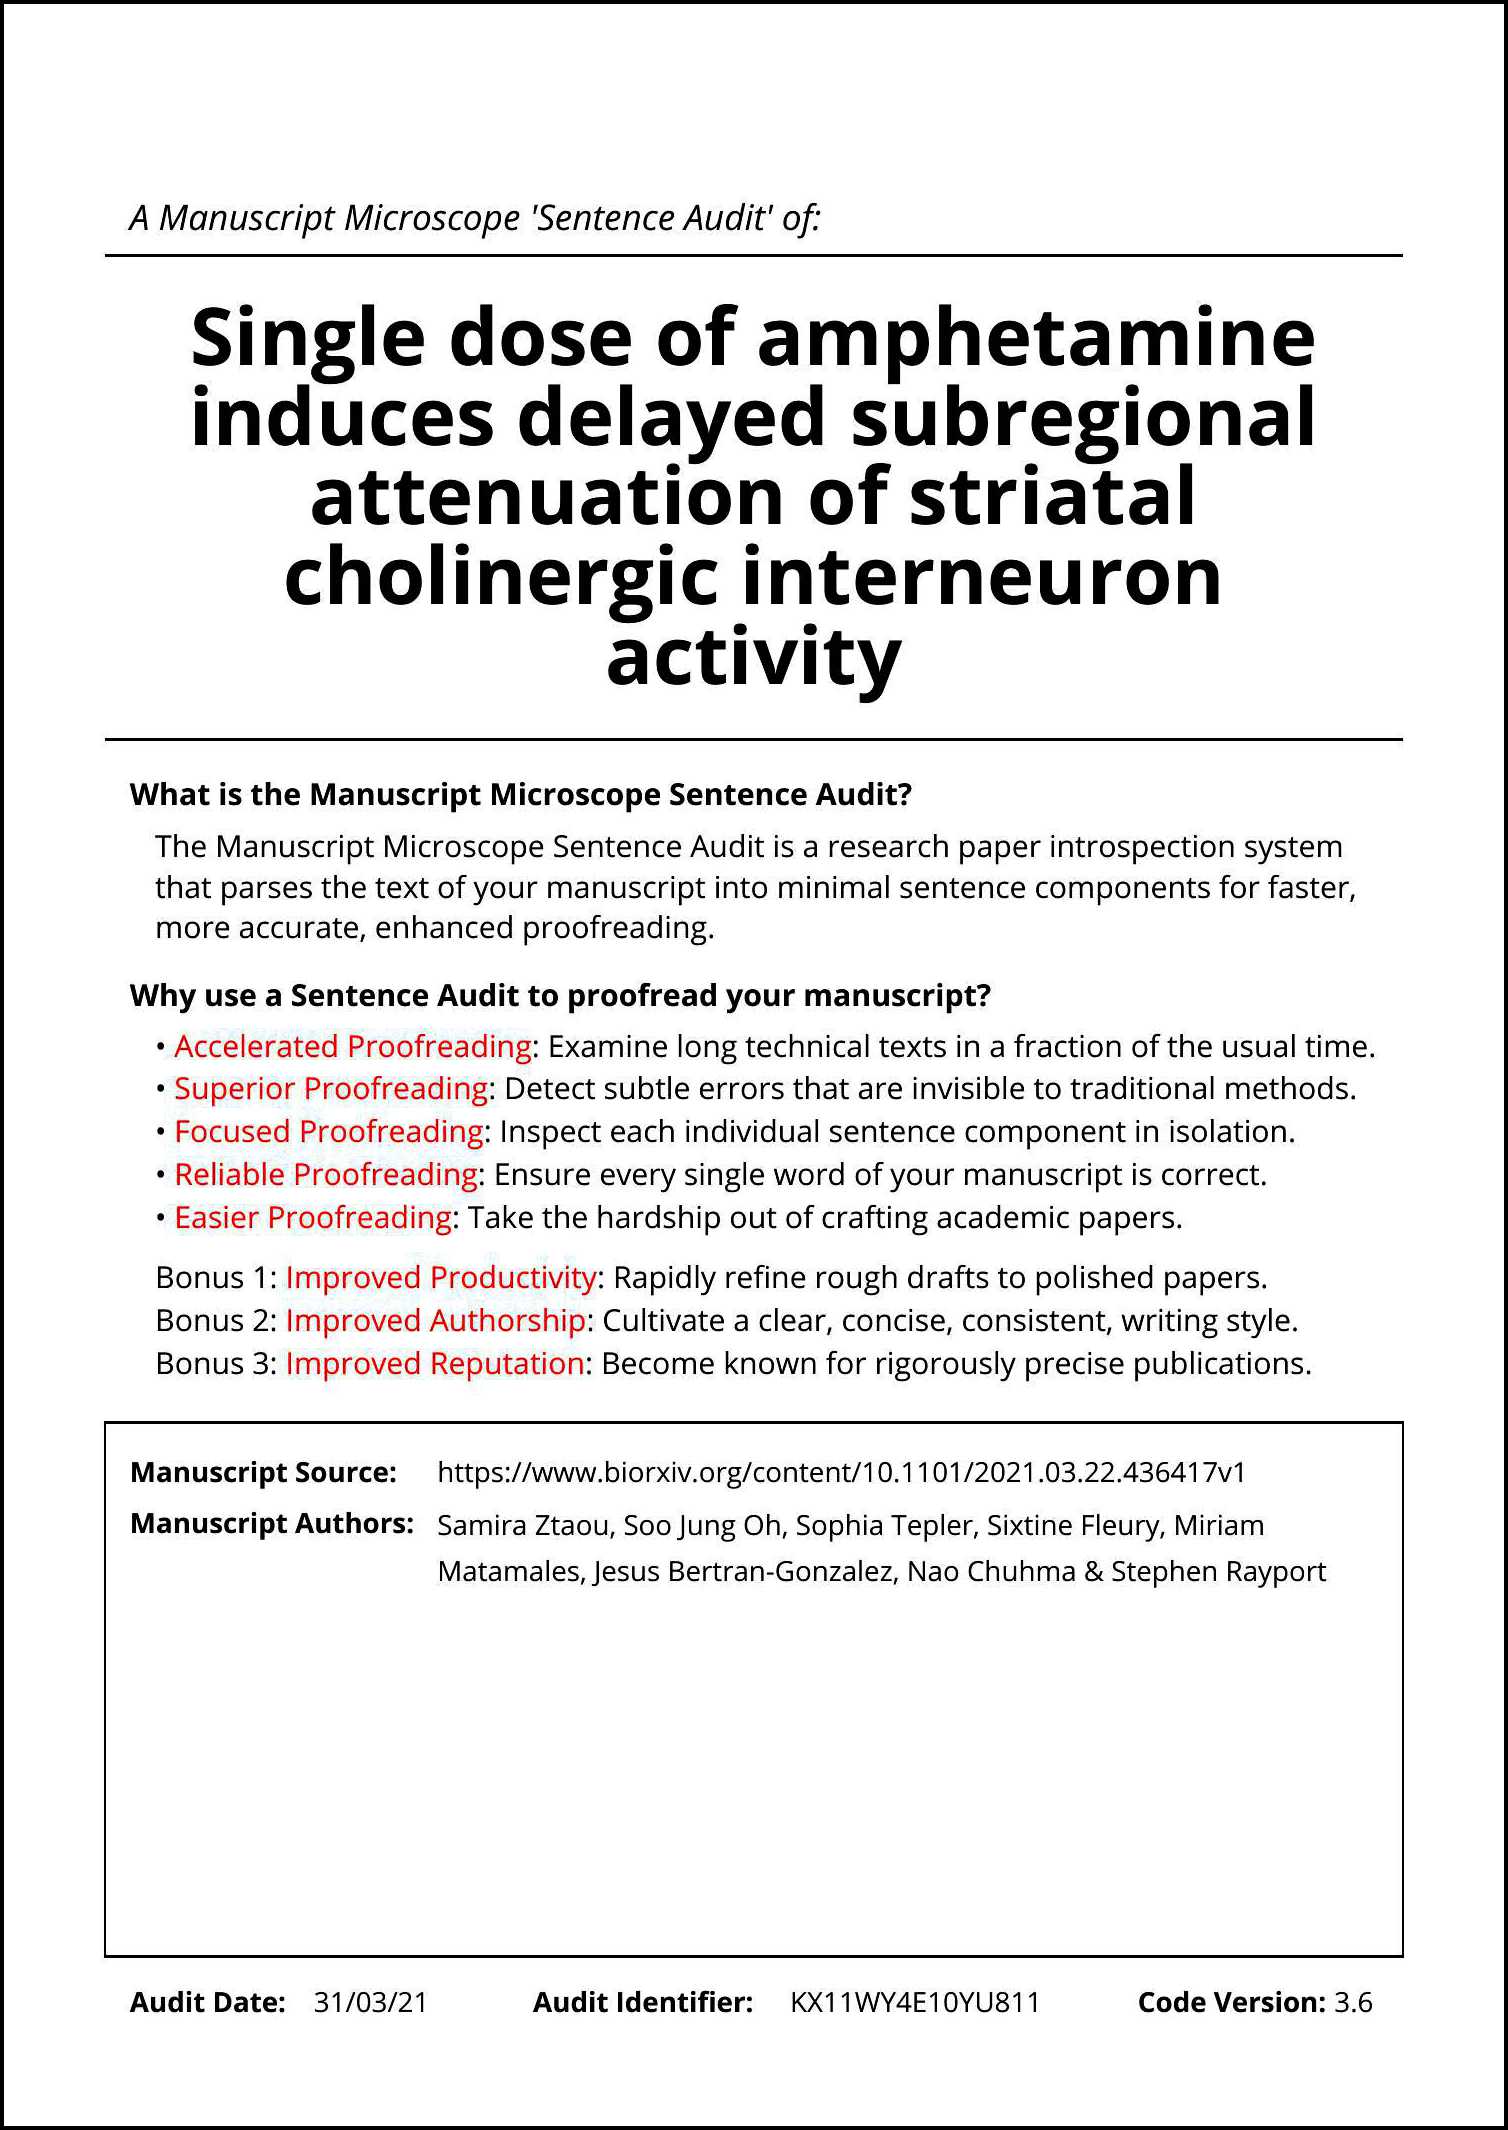 A Manuscript Microscope 'Sentence Audit' of:
Single dose of amphetamine
induces delayed subregional
attenuation of striatal
cholinergic interneuron
activity
What is the Manuscript Microscope Sentence Audit?
The Manuscript Microscope Sentence Audit is a research paper introspection system
that parses the text of your manuscript into minimal sentence components for faster,
more accurate, enhanced proofreading.
Why use a Sentence Audit to proofread your manuscript?
• Accelerated Proofreading: Examine long technical texts in a fraction of the usual time.
• Superior Proofreading: Detect subtle errors that are invisible to traditional methods.
• Focused Proofreading: Inspect each individual sentence component in isolation.
• Reliable Proofreading: Ensure every single word of your manuscript is correct.
• Easier Proofreading: Take the hardship out of crafting academic papers.
Bonus 1: Improved Productivity: Rapidly refine rough drafts to polished papers.
Bonus 2: Improved Authorship: Cultivate a clear, concise, consistent, writing style.
Bonus 3: Improved Reputation: Become known for rigorously precise publications.
Manuscript Source: https://www.biorxiv.org/content/10.1101/2021.03.22.436417v1
Manuscript Authors: Samira Ztaou, Soo Jung Oh, Sophia Tepler, Sixtine Fleury, Miriam
Matamales, Jesus Bertran-Gonzalez, Nao Chuhma & Stephen Rayport
Audit Date: 31/03/21 Audit Identifier: KX11WY4E10YU811 Code Version: 3.6